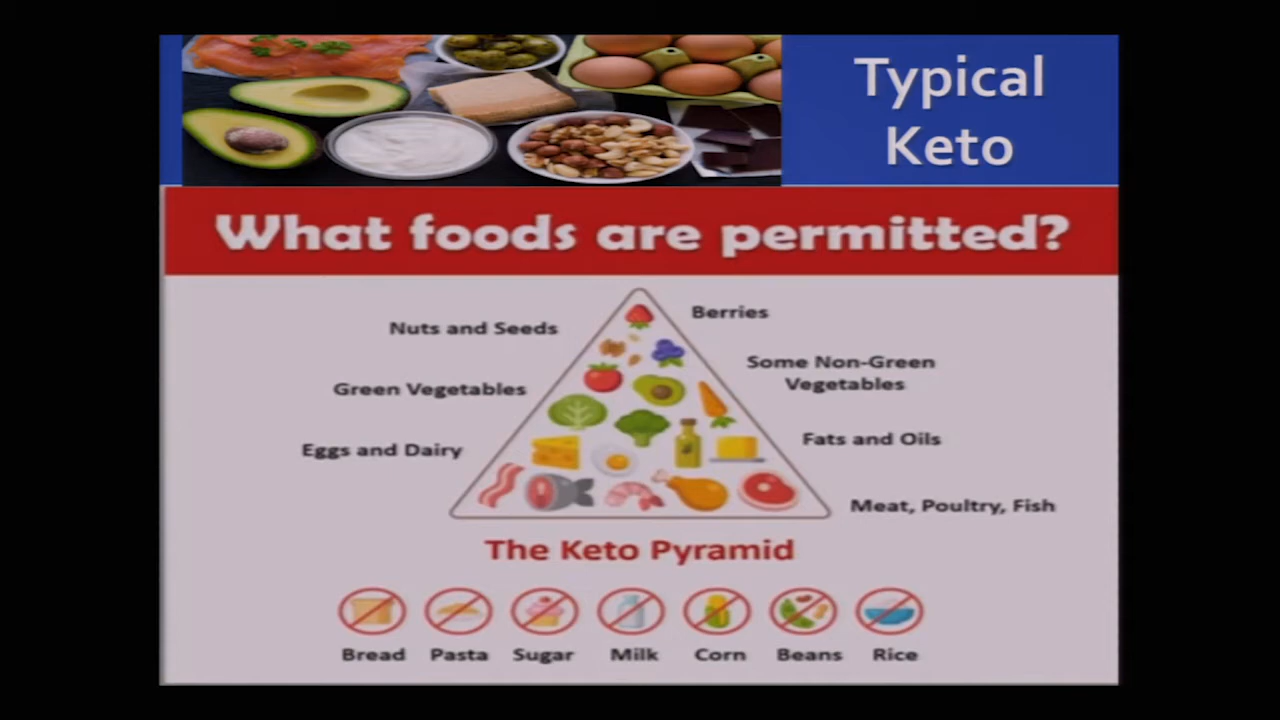 Typical
Keto
What foods are permitted?
Berries
Nuts and Seeds
Some Non-Green
Vegetables
Green Vegetables
Fats and Oils
Eggs and Dairy
Meat, Poultry, Fish
The Keto Pyramid
Bread Pasta Sugar Milk Corn Beans Rice